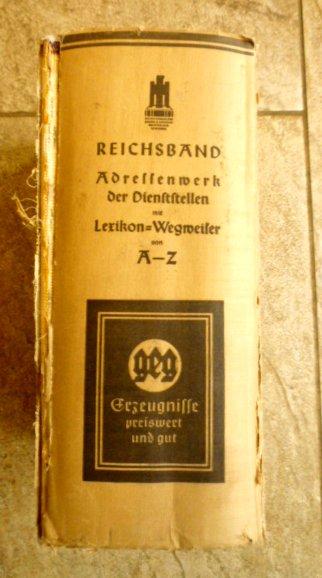 REICHSBAND
Adressenwerk
der Dienststellen
mit
Lexikon=Wegweiser
von
A–Z
geg
Erzeugnisse
preiswert
und gut